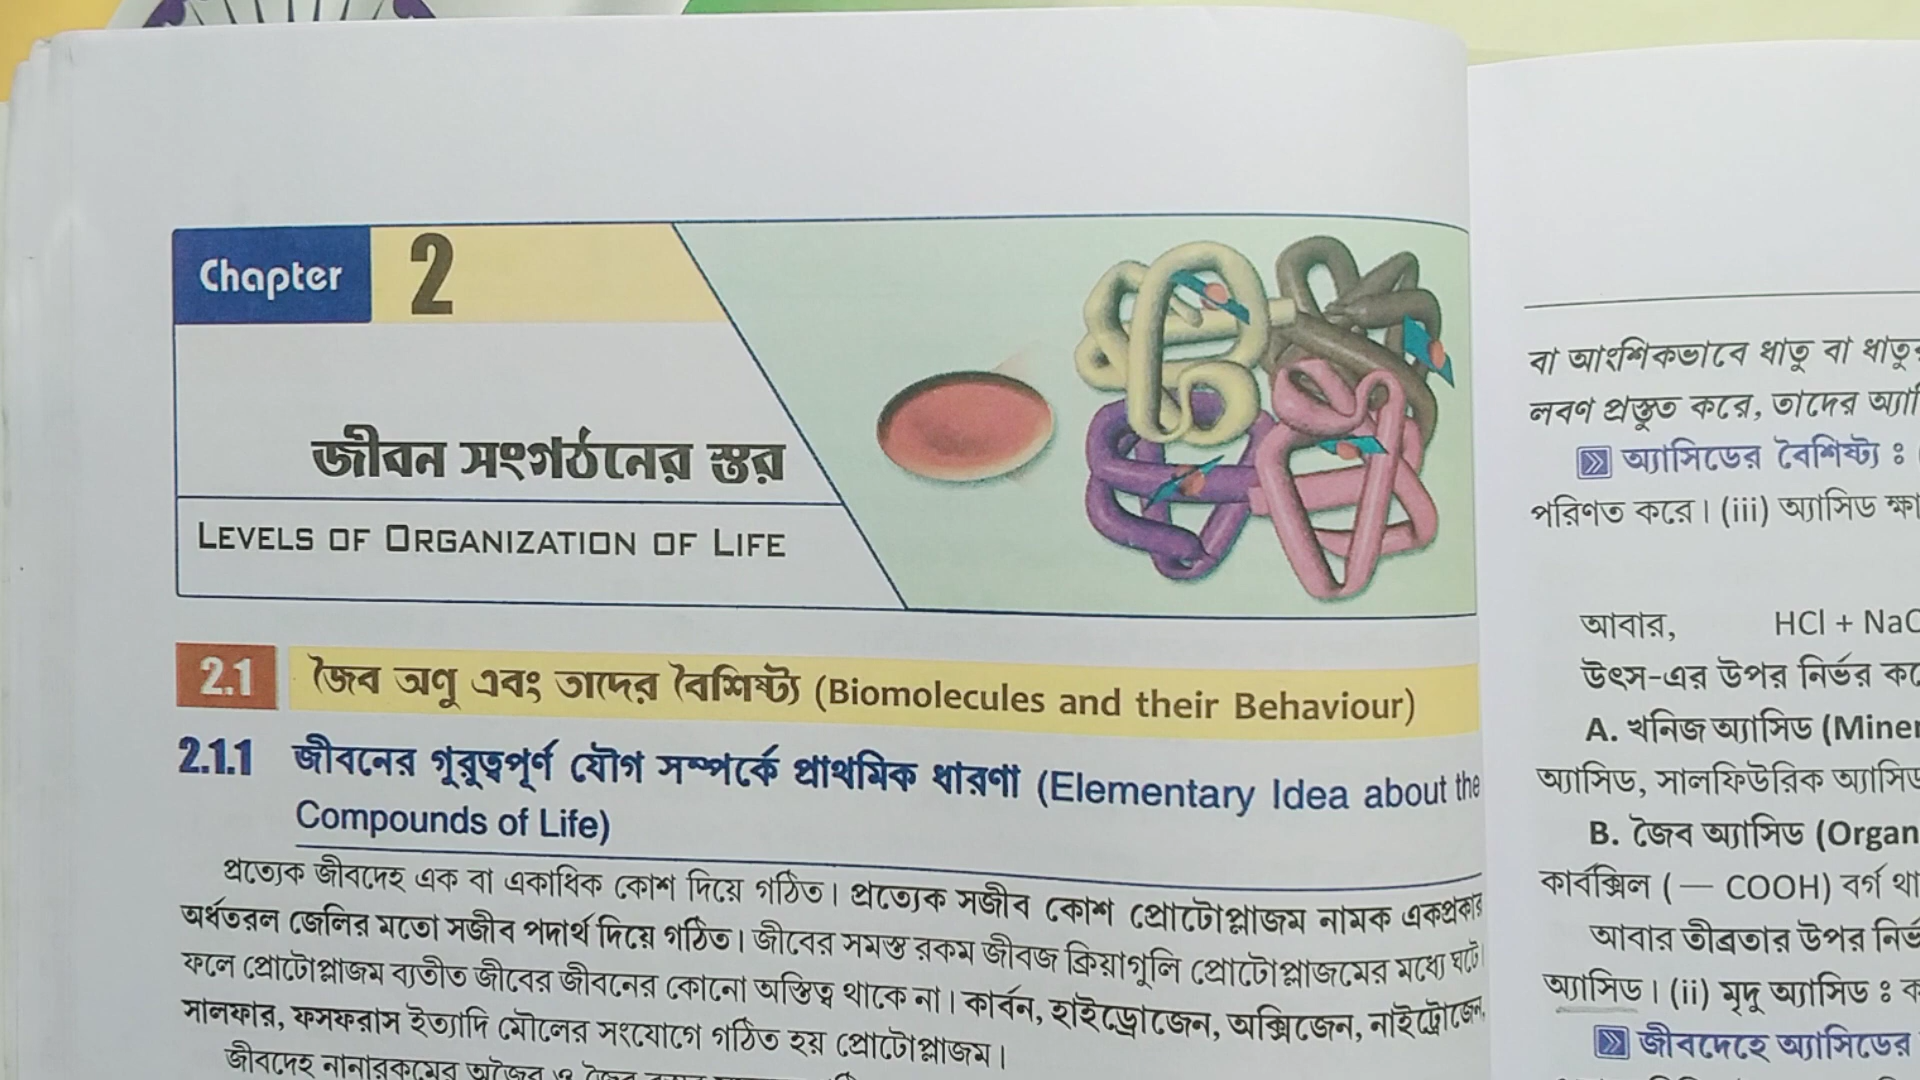 Chapter 2
জীবন সংগঠনের স্তর
LEVELS OF ORGANIZATION OF LIFE
2.1 জৈব অণু এবং তাদের বৈশিষ্ট্য (Biomolecules and their Behaviour)
2.1.1 জীবনের গুরুত্বপূর্ণ যৌগ সম্পর্কে প্রাথমিক ধারণা (Elementary Idea about the
Compounds of Life)
প্রত্যেক জীবদেহ এক বা একাধিক কোশ দিয়ে গঠিত। প্রত্যেক সজীব কোশ প্রোটোপ্লাজম নামক একপ্রকার
অর্ধতরল জেলির মতো সজীব পদার্থ দিয়ে গঠিত। জীবের সমস্ত রকম জীবজ ক্রিয়াগুলি প্রোটোপ্লাজমের মধ্যে ঘটে।
ফলে প্রোটোপ্লাজম ব্যতীত জীবের জীবনের কোনো অস্তিত্ব থাকে না। কার্বন, হাইড্রোজেন, অক্সিজেন, নাইট্রোজেন,
সালফার, ফসফরাস ইত্যাদি মৌলের সংযোগে গঠিত হয় প্রোটোপ্লাজম।
জীবদেহ নানারকমের অজৈব ও জৈব
বা আংশিকভাবে ধাতু বা
লবণ প্রস্তুত করে, তাদের
অ্যাসিডের বৈশিষ্ট্য :
পরিণত করে। (iii) অ্যাসিড
আবার, HCl +
উৎস-এর উপর নির্ভর
A. খনিজ অ্যাসিড
অ্যাসিড, সালফিউরিক অ্যাসিড
B. জৈব অ্যাসিড
কার্বক্সিল (— COOH) বর্গ
আবার তীব্রতার উপর
অ্যাসিড। (ii) মৃদু অ্যাসিড :
জীবদেহে অ্যাসিডের